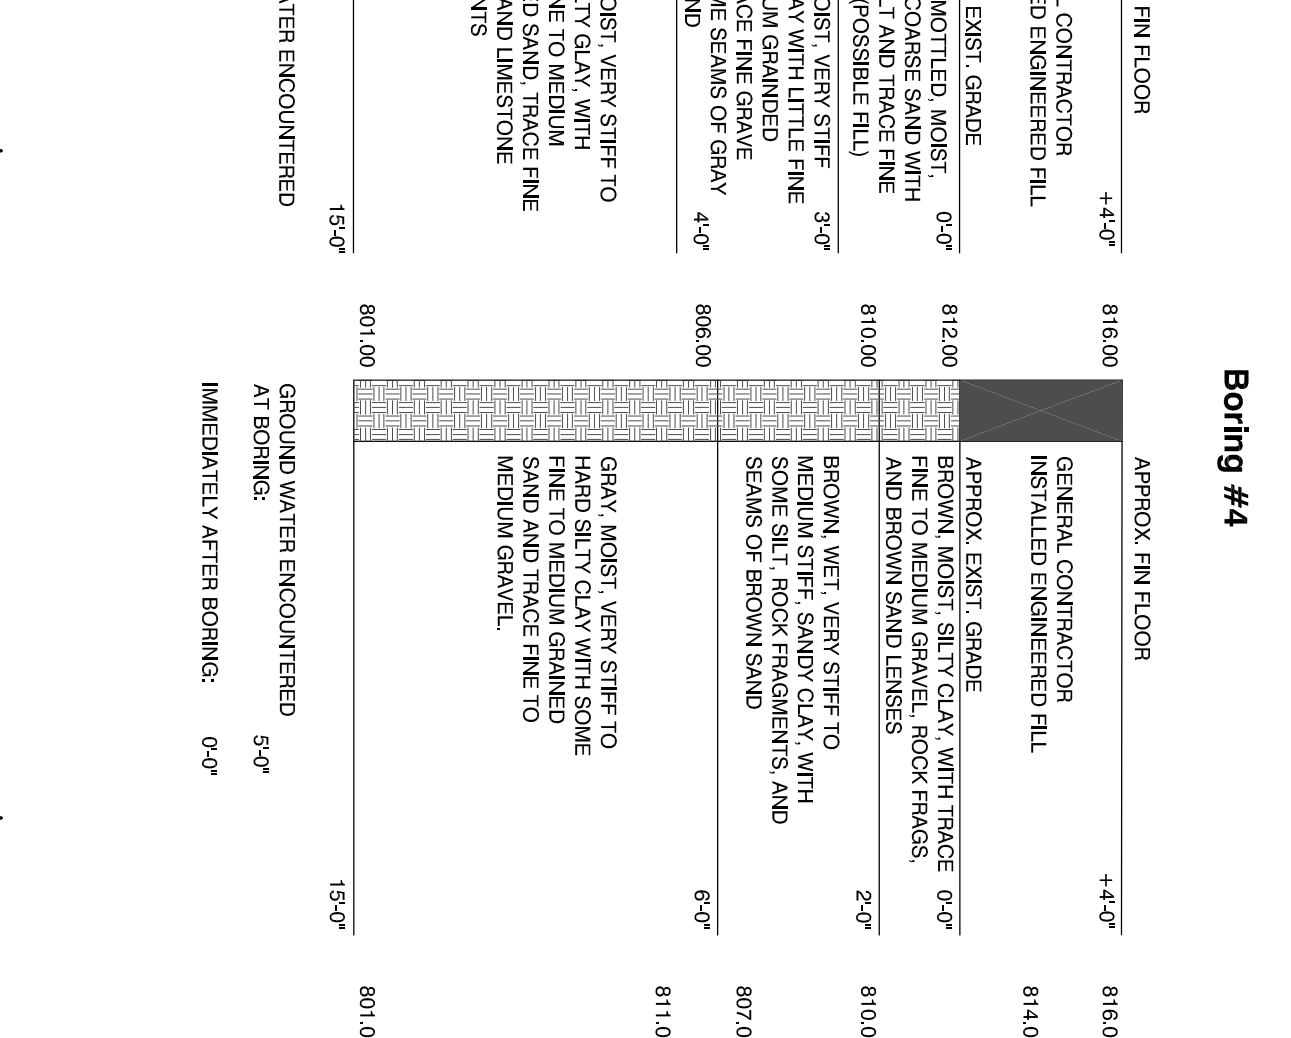 FIN FLOOR
+4'-0"
CONTRACTOR
ED ENGINEERED FILL
EXIST. GRADE
MOTTLED, MOIST,
0'-0"
COARSE SAND WITH
LT AND TRACE FINE
(POSSIBLE FILL)
OIST, VERY STIFF
3'-0"
AY WITH LITTLE FINE
UM GRAINDED
ACE FINE GRAVE
ME SEAMS OF GRAY
ND
4'-0"
OIST, VERY STIFF TO
LTY GLAY, WITH
NE TO MEDIUM
ED SAND, TRACE FINE
AND LIMESTONE
NTS
15'-0"
ATER ENCOUNTERED
Boring #4
816.00
812.00
810.00
806.00
801.00
APPROX. FIN FLOOR
+4'-0"
GENERAL CONTRACTOR
INSTALLED ENGINEERED FILL
APPROX. EXIST. GRADE
BROWN, MOIST, SILTY CLAY, WITH TRACE
0'-0"
FINE TO MEDIUM GRAVEL, ROCK FRAGS,
AND BROWN SAND LENSES
2'-0"
BROWN, WET, VERY STIFF TO
MEDIUM STIFF, SANDY CLAY, WITH
SOME SILT, ROCK FRAGMENTS, AND
SEAMS OF BROWN SAND
6'-0"
GRAY, MOIST, VERY STIFF TO
HARD SILTY CLAY WITH SOME
FINE TO MEDIUM GRAINED
SAND AND TRACE FINE TO
MEDIUM GRAVEL.
15'-0"
GROUND WATER ENCOUNTERED
AT BORING: 5'-0"
IMMEDIATELY AFTER BORING: 0'-0"
816.0
814.0
810.0
807.0
811.0
801.0